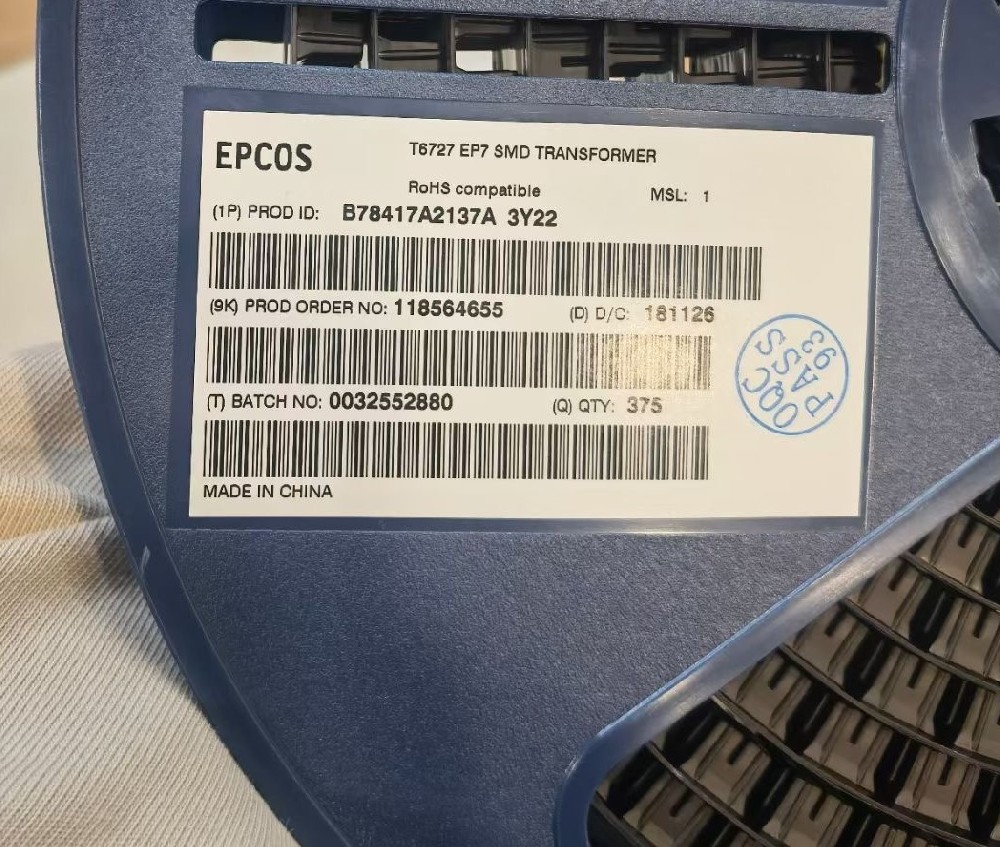 EPCOS
T6727 EP7 SMD TRANSFORMER
RoHS compatible MSL: 1
(1P) PROD ID: B78417A2137A 3Y22
(9K) PROD ORDER NO: 118564655 (D) D/C: 181126
(T) BATCH NO: 0032552880 (Q) QTY: 375
MADE IN CHINA
OQC
PASS
93